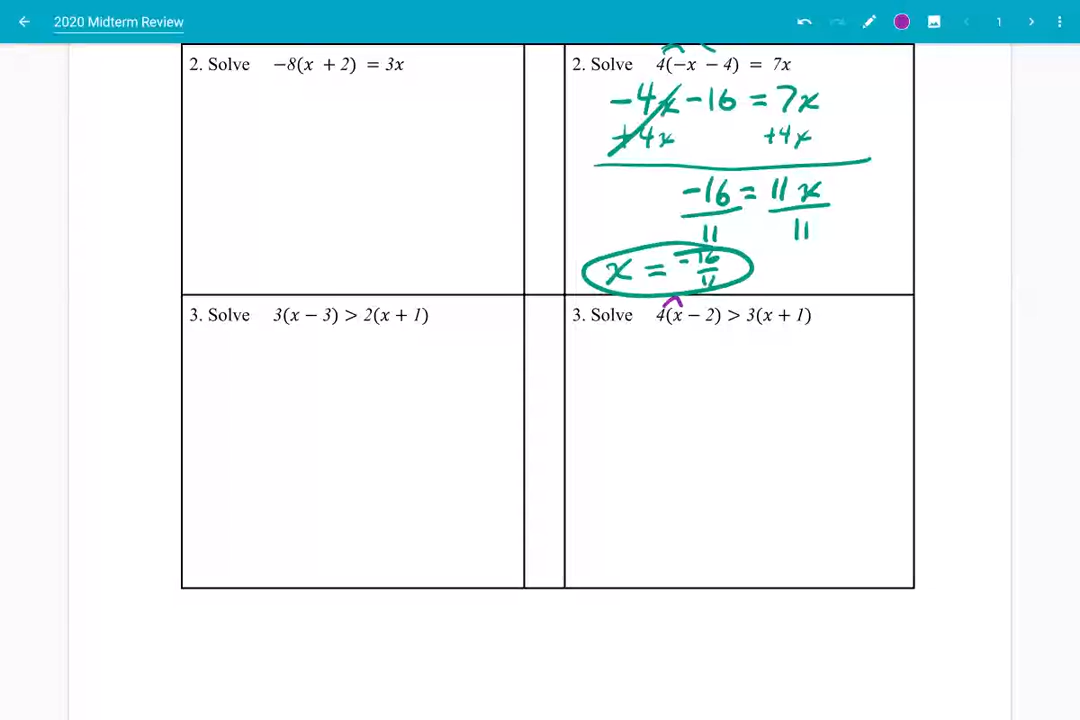 2020 Midterm Review
1
2. Solve −8(x + 2) = 3x
2. Solve 4(−x − 4) = 7x
-4x -16 = 7x
+4x +4x
-16 = 11x
11 11
x = -16/11
3. Solve 3(x − 3) > 2(x + 1)
3. Solve 4(x − 2) > 3(x + 1)